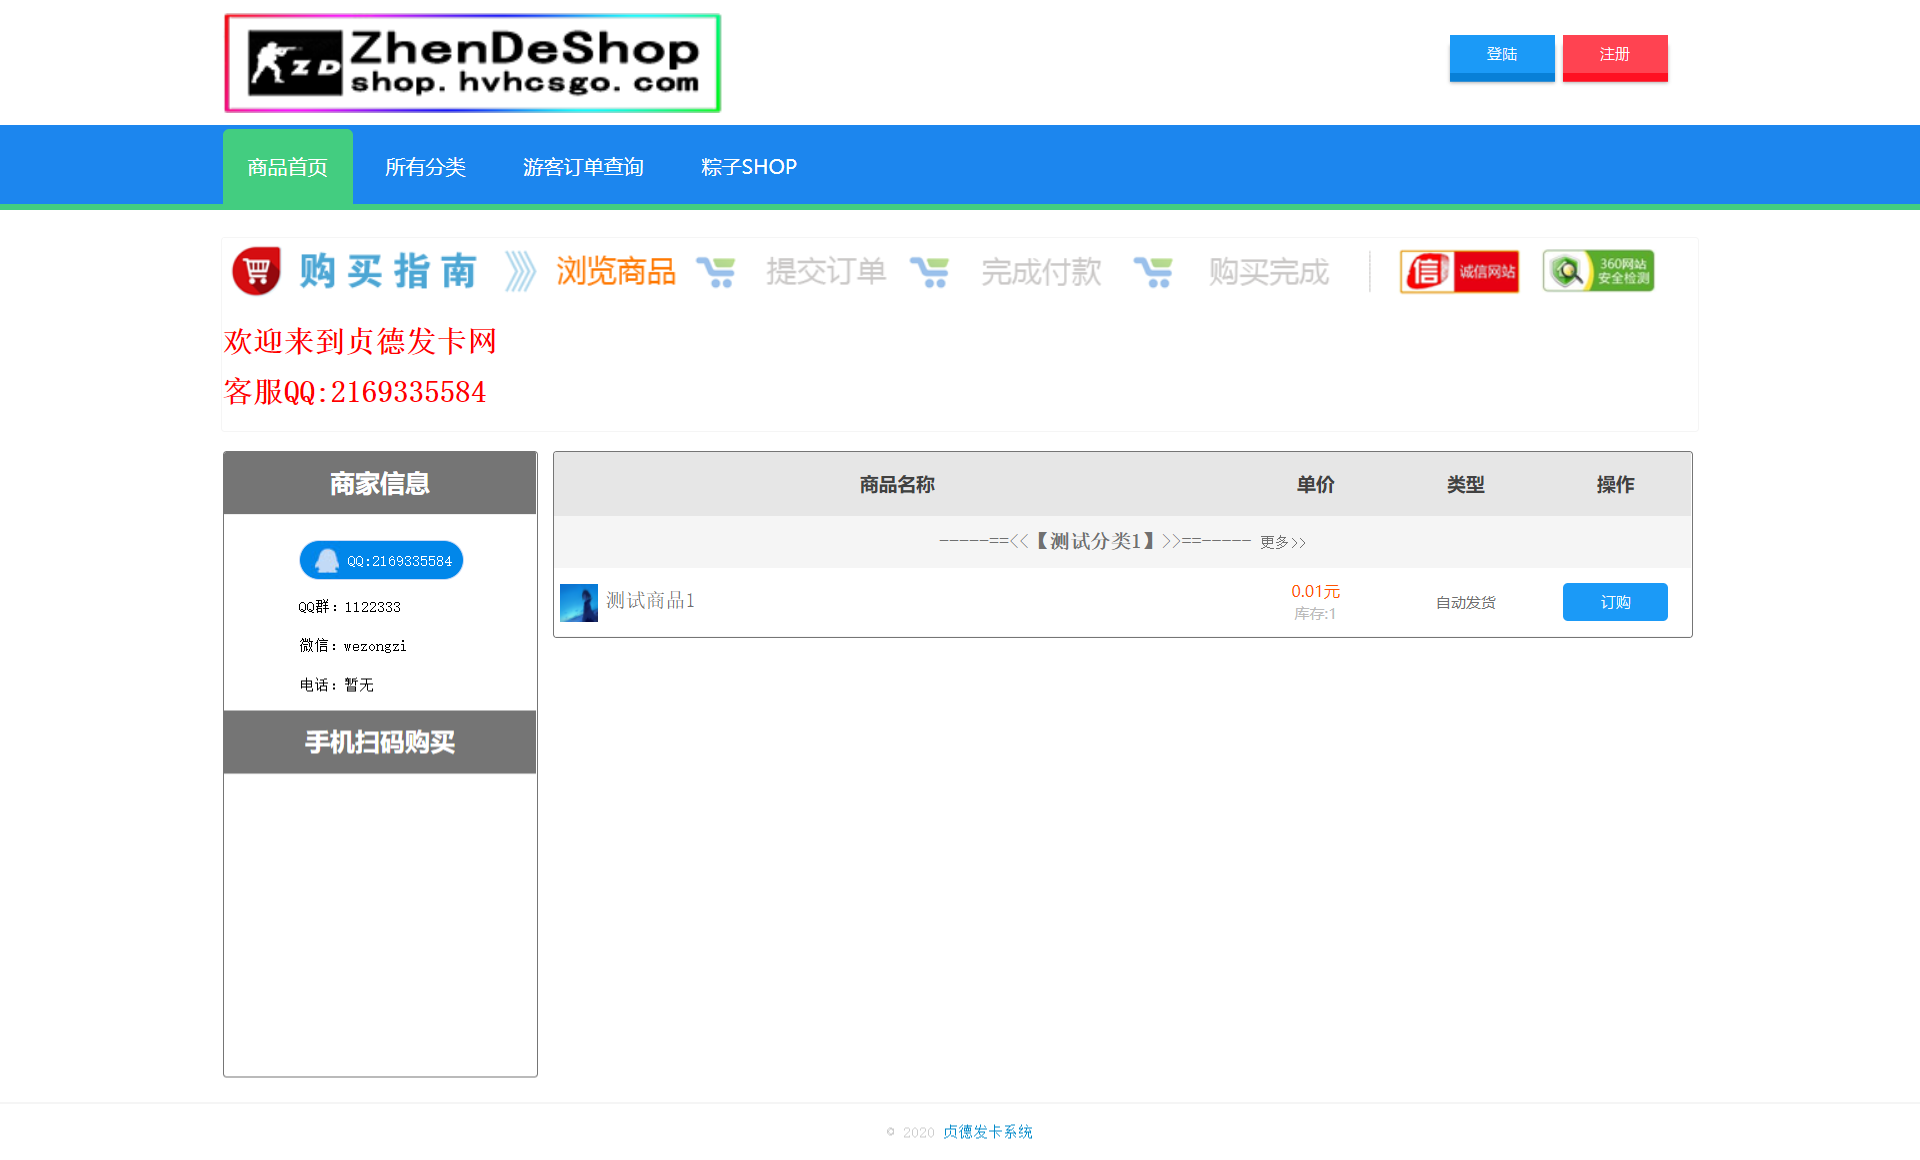 ZD ZhenDeShop
shop.hvhcsgo.com
登陆
注册
商品首页
所有分类
游客订单查询
粽子SHOP
购买指南
浏览商品
提交订单
完成付款
购买完成
信 诚信网站
360网站
安全检测
欢迎来到贞德发卡网
客服QQ:2169335584
商家信息
QQ:2169335584
QQ群：1122333
微信：wezongzi
电话：暂无
手机扫码购买
商品名称 单价 类型 操作
-----==<<【测试分类1】>>==----- 更多>>
测试商品1
0.01元
库存:1
自动发货
订购
© 2020 贞德发卡系统